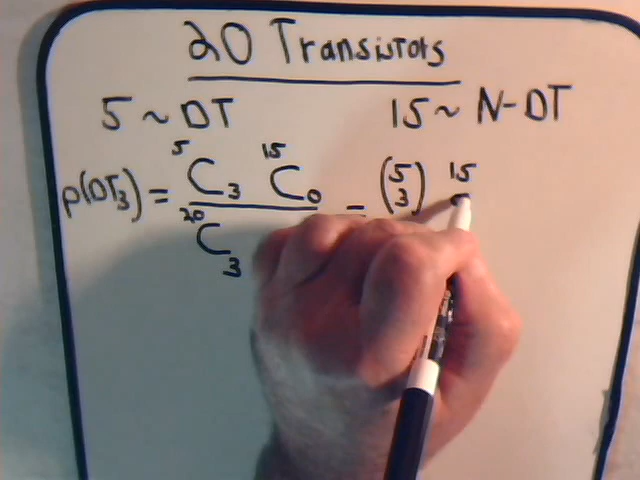 20 Transistors
5 ~ DT 15 ~ N-DT
p(DT₃) = ⁵C₃ ¹⁵C₀ / ²⁰C₃ = (5 3) 15